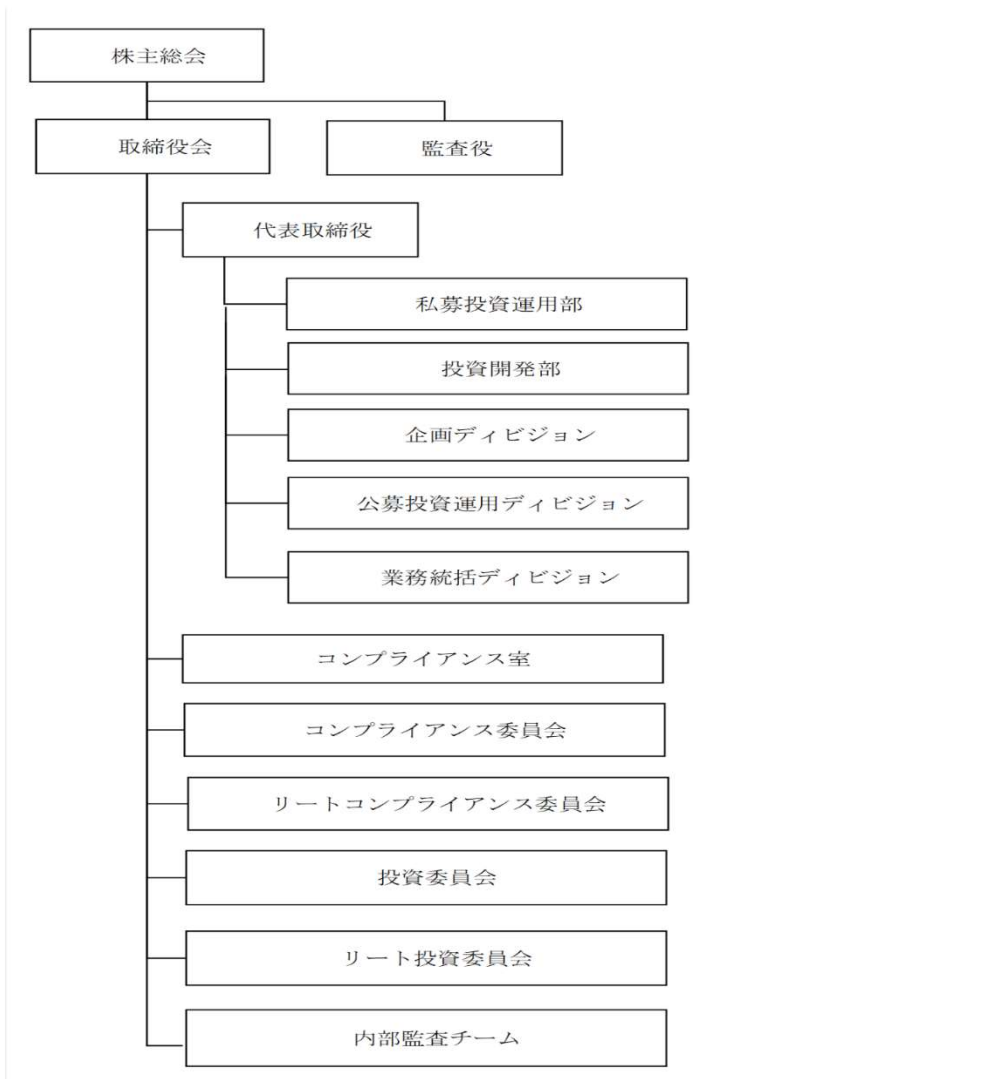 株主総会
取締役会
監査役
代表取締役
私募投資運用部
投資開発部
企画ディビジョン
公募投資運用ディビジョン
業務統括ディビジョン
コンプライアンス室
コンプライアンス委員会
リートコンプライアンス委員会
投資委員会
リート投資委員会
内部監査チーム